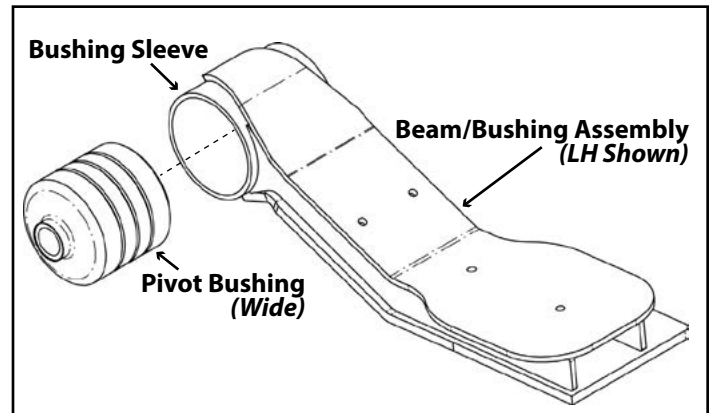 Bushing Sleeve
Beam/Bushing Assembly
(LH Shown)
Pivot Bushing
(Wide)